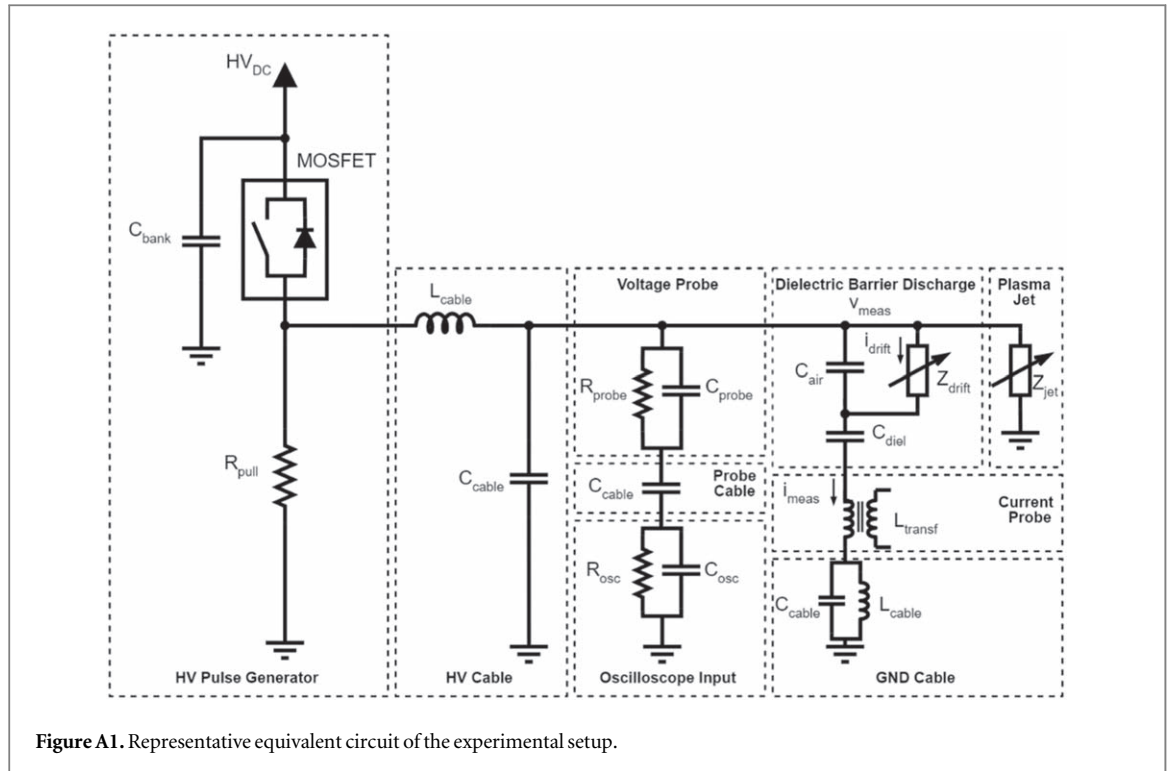 HV_DC
MOSFET
C_bank
R_pull
HV Pulse Generator
L_cable
C_cable
HV Cable
Voltage Probe
R_probe
C_probe
Probe
Cable
C_cable
R_osc
C_osc
Oscilloscope Input
Dielectric Barrier Discharge
V_meas
i_drift
C_air
Z_drift
C_diel
Plasma
Jet
Z_jet
i_meas
Current
Probe
L_transf
C_cable
L_cable
GND Cable
Figure A1. Representative equivalent circuit of the experimental setup.